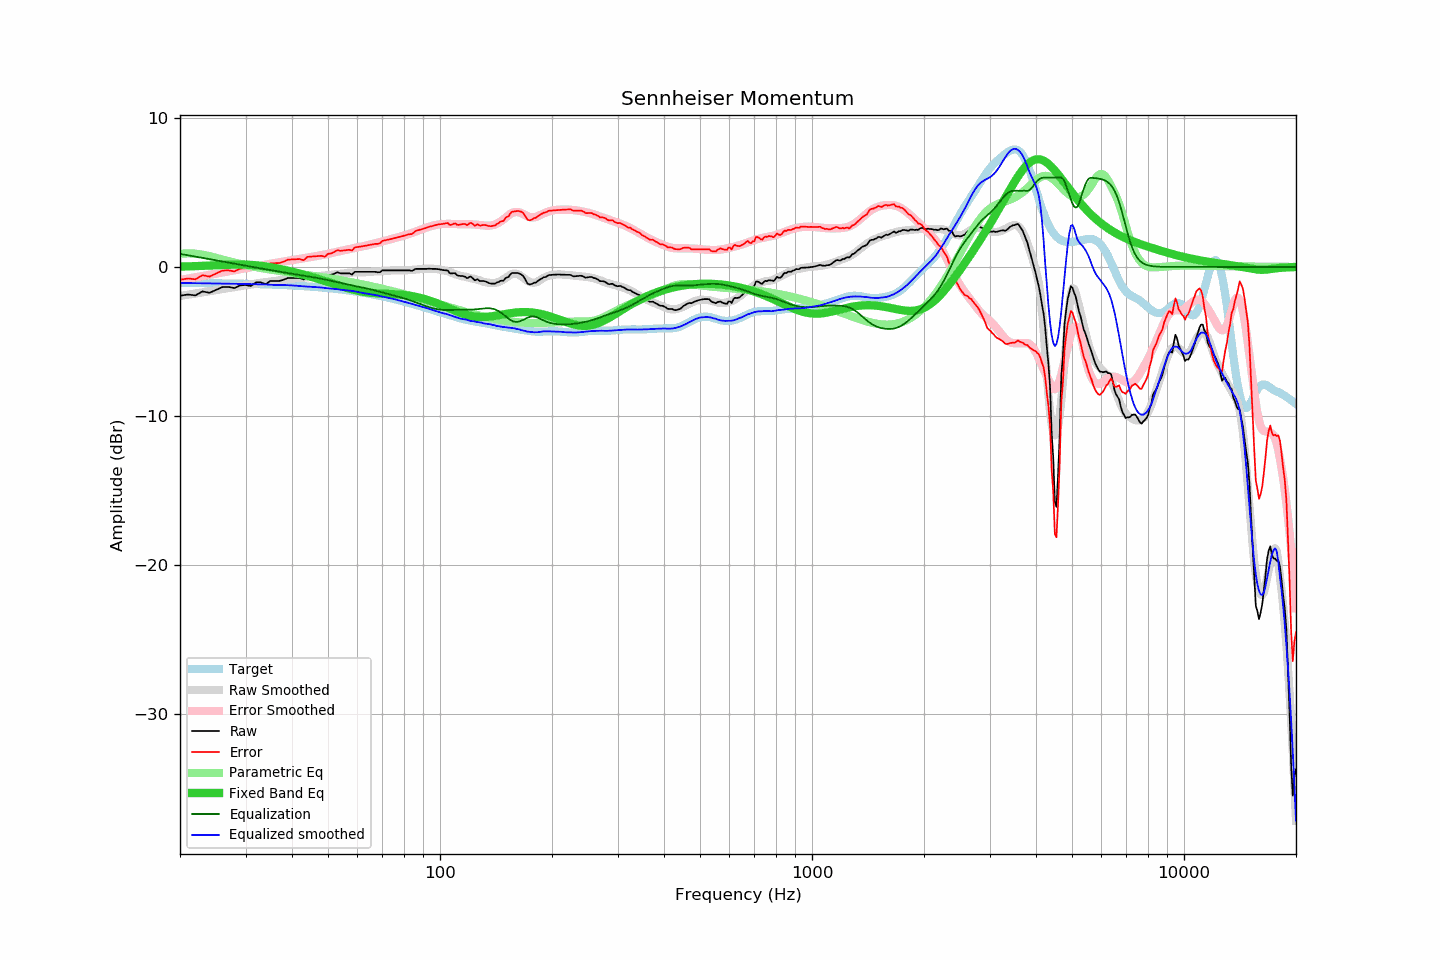 Sennheiser Momentum
10
0
−10
−20
−30
Amplitude (dBr)
Target
Raw Smoothed
Error Smoothed
Raw
Error
Parametric Eq
Fixed Band Eq
Equalization
Equalized smoothed
100
1000
10000
Frequency (Hz)